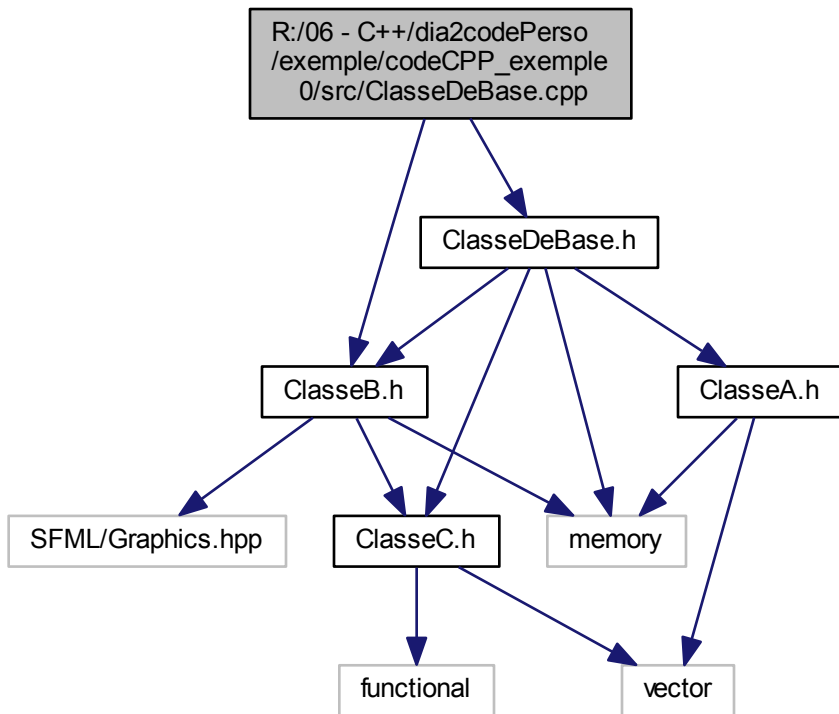 R:/06 - C++/dia2codePerso
/exemple/codeCPP_exemple
0/src/ClasseDeBase.cpp
ClasseDeBase.h
ClasseB.h
ClasseA.h
SFML/Graphics.hpp
ClasseC.h
memory
functional
vector